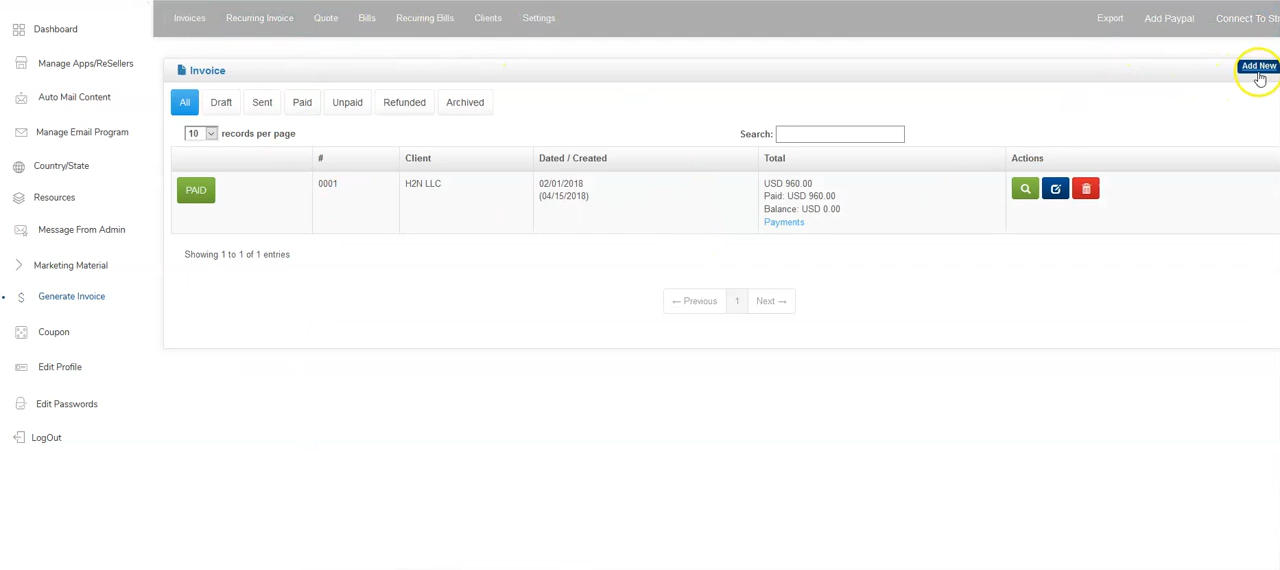 Invoices Recurring Invoice Quote Bills Recurring Bills Clients Settings Export Add Paypal Connect To
Dashboard
Manage Apps/ReSellers
Auto Mail Content
Manage Email Program
Country/State
Resources
Message From Admin
Marketing Material
Generate Invoice
Coupon
Edit Profile
Edit Passwords
LogOut
Invoice Add New
All Draft Sent Paid Unpaid Refunded Archived
10 records per page Search:
# Client Dated / Created Total Actions
PAID 0001 H2N LLC 02/01/2018 USD 960.00
(04/15/2018) Paid: USD 960.00
Balance: USD 0.00
Payments
Showing 1 to 1 of 1 entries
← Previous 1 Next →